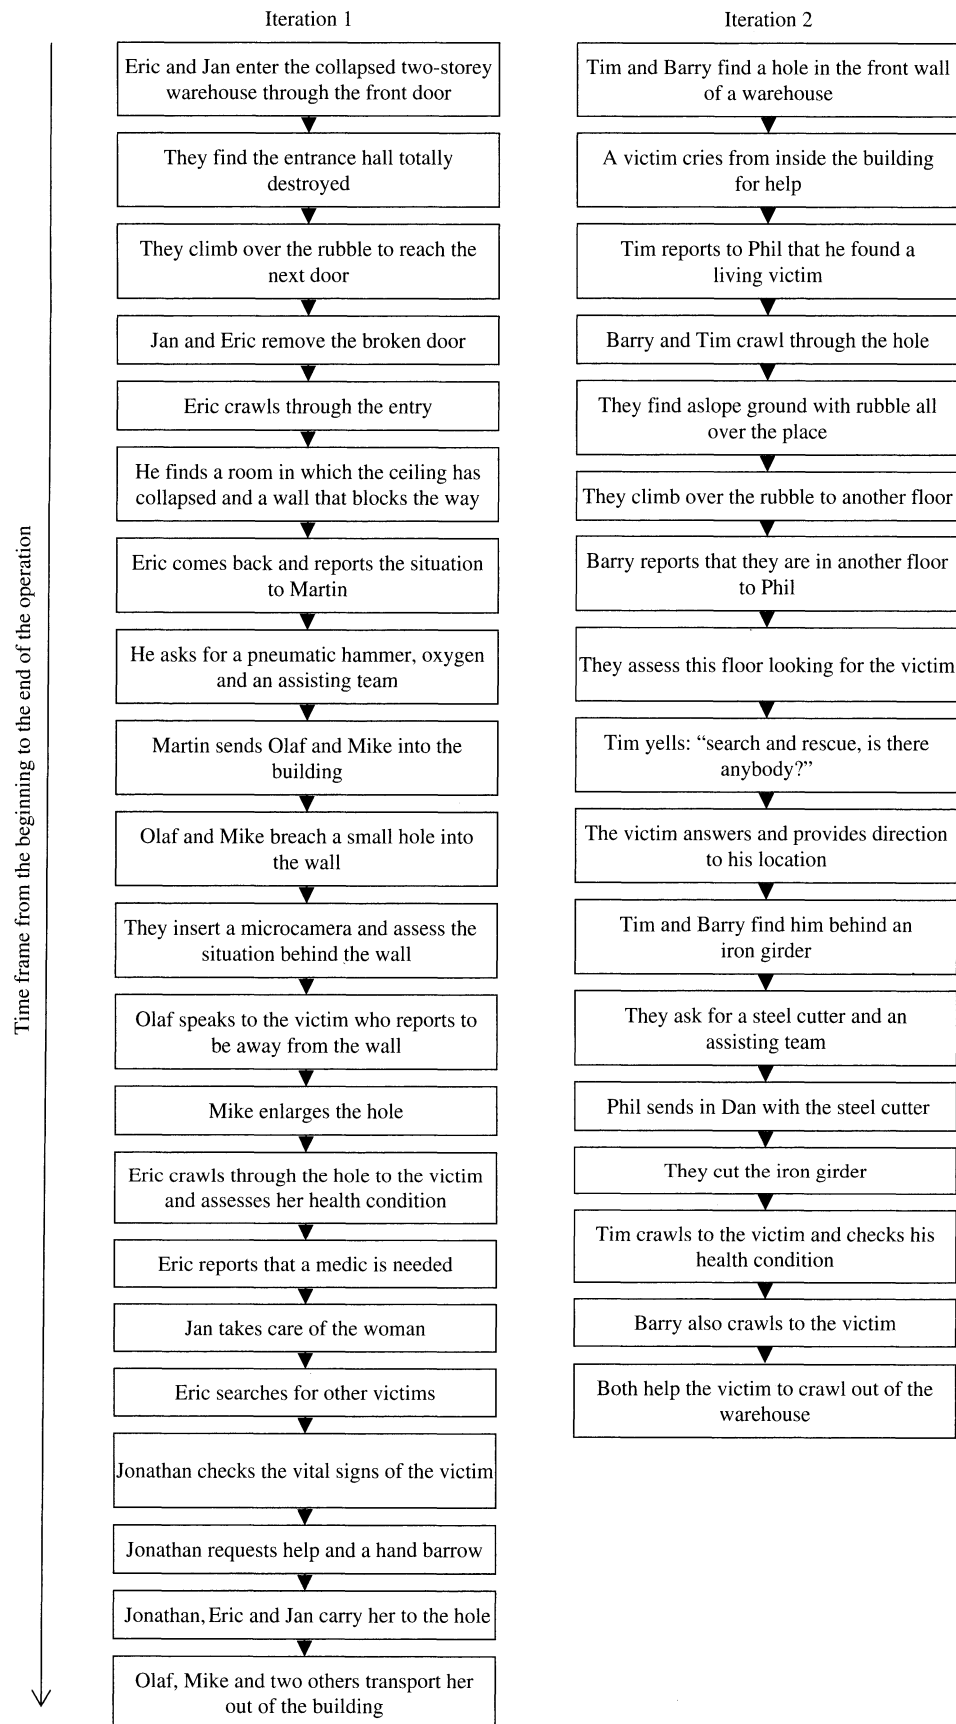 Iteration 1
Eric and Jan enter the collapsed two-storey
warehouse through the front door
They find the entrance hall totally
destroyed
They climb over the rubble to reach the
next door
Jan and Eric remove the broken door
Eric crawls through the entry
He finds a room in which the ceiling has
collapsed and a wall that blocks the way
Eric comes back and reports the situation
to Martin
He asks for a pneumatic hammer, oxygen
and an assisting team
Martin sends Olaf and Mike into the
building
Olaf and Mike breach a small hole into
the wall
They insert a microcamera and assess the
situation behind the wall
Olaf speaks to the victim who reports to
be away from the wall
Mike enlarges the hole
Eric crawls through the hole to the victim
and assesses her health condition
Eric reports that a medic is needed
Jan takes care of the woman
Eric searches for other victims
Jonathan checks the vital signs of the victim
Jonathan requests help and a hand barrow
Jonathan, Eric and Jan carry her to the hole
Olaf, Mike and two others transport her
out of the building
Iteration 2
Tim and Barry find a hole in the front wall
of a warehouse
A victim cries from inside the building
for help
Tim reports to Phil that he found a
living victim
Barry and Tim crawl through the hole
They find aslope ground with rubble all
over the place
They climb over the rubble to another floor
Barry reports that they are in another floor
to Phil
They assess this floor looking for the victim
Tim yells: “search and rescue, is there
anybody?”
The victim answers and provides direction
to his location
Tim and Barry find him behind an
iron girder
They ask for a steel cutter and an
assisting team
Phil sends in Dan with the steel cutter
They cut the iron girder
Tim crawls to the victim and checks his
health condition
Barry also crawls to the victim
Both help the victim to crawl out of the
warehouse
Time frame from the beginning to the end of the operation